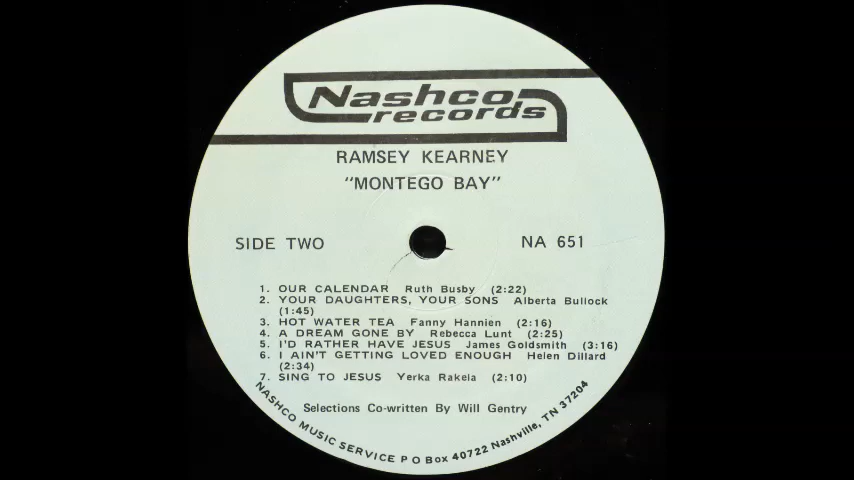 Nashco
records
RAMSEY KEARNEY
"MONTEGO BAY"
SIDE TWO
NA 651
1. OUR CALENDAR Ruth Busby (2:22)
2. YOUR DAUGHTERS, YOUR SONS Alberta Bullock
(1:45)
3. HOT WATER TEA Fanny Hannien (2:16)
4. A DREAM GONE BY Rebecca Lunt (2:25)
5. I'D RATHER HAVE JESUS James Goldsmith (3:16)
6. I AIN'T GETTING LOVED ENOUGH Helen Dillard
(2:34)
7. SING TO JESUS Yerka Rakela (2:10)
Selections Co-written By Will Gentry
NASHCO MUSIC SERVICE P O Box 40722 Nashville, TN 37204